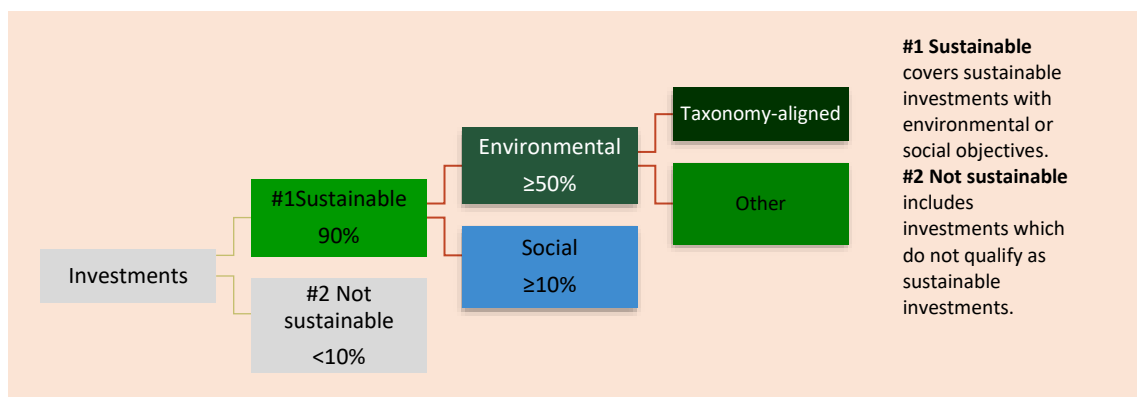 Investments
#1Sustainable
90%
#2 Not
sustainable
<10%
Environmental
≥50%
Social
≥10%
Taxonomy-aligned
Other
#1 Sustainable
covers sustainable
investments with
environmental or
social objectives.
#2 Not sustainable
includes
investments which
do not qualify as
sustainable
investments.